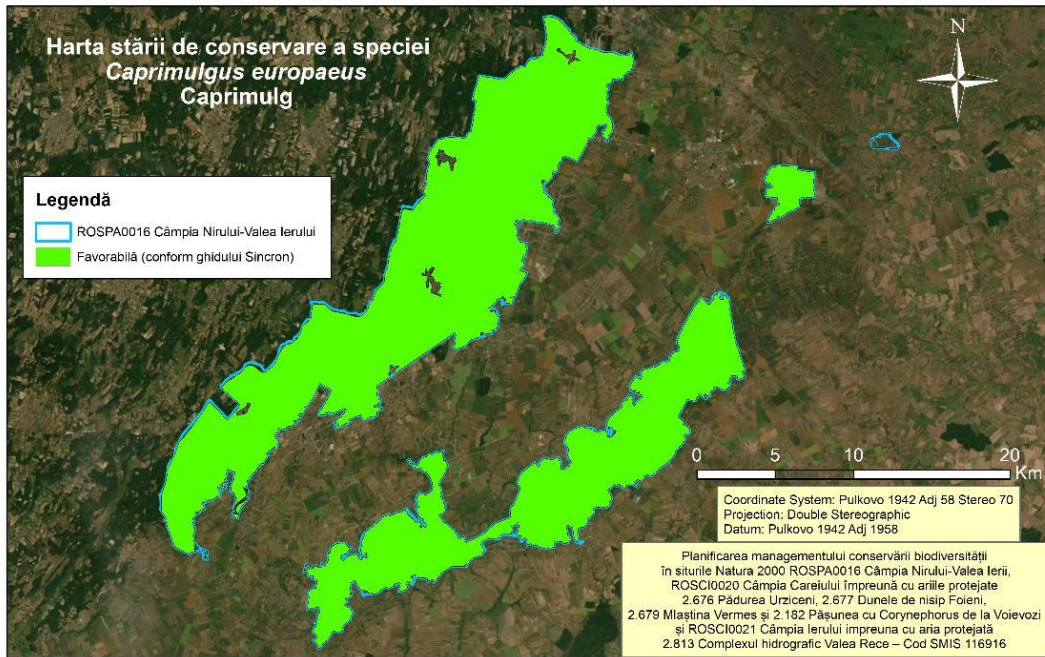 Harta stării de conservare a speciei
Caprimulgus europaeus
Caprimulg
N
Legendă
ROSPA0016 Câmpia Nirului-Valea Ierului
Favorabilă (conform ghidului Sincron)
0 5 10 20
Km
Coordinate System: Pulkovo 1942 Adj 58 Stereo 70
Projection: Double Stereographic
Datum: Pulkovo 1942 Adj 1958
Planificarea managementului conservării biodiversității
în siturile Natura 2000 ROSPA0016 Câmpia Nirului-Valea Ierii,
ROSCI0020 Câmpia Careiului împreună cu ariile protejate
2.676 Pădurea Urziceni, 2.677 Dunele de nisip Foieni,
2.679 Mlaștina Vermes și 2.182 Pășunea cu Corynephorus de la Voievozi
și ROSCI0021 Câmpia Ierului impreuna cu aria protejată
2.813 Complexul hidrografic Valea Rece – Cod SMIS 116916